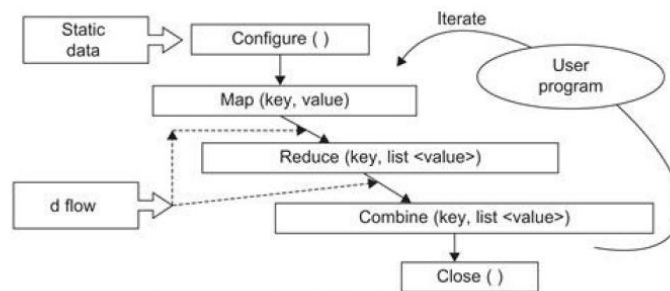 Static
data
Configure ( )
Iterate
User
program
Map (key, value)
Reduce (key, list <value>)
d flow
Combine (key, list <value>)
Close ( )